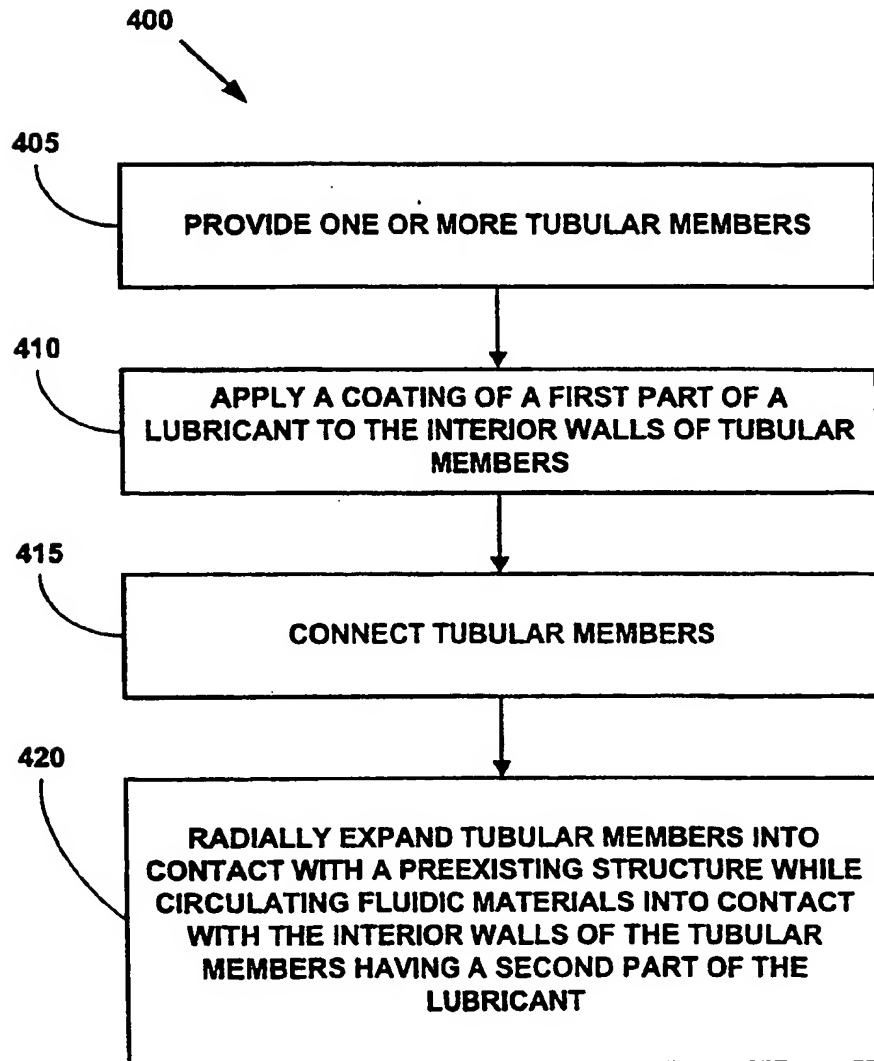 400
405
PROVIDE ONE OR MORE TUBULAR MEMBERS
410
APPLY A COATING OF A FIRST PART OF A
LUBRICANT TO THE INTERIOR WALLS OF TUBULAR
MEMBERS
415
CONNECT TUBULAR MEMBERS
420
RADIALLY EXPAND TUBULAR MEMBERS INTO
CONTACT WITH A PREEXISTING STRUCTURE WHILE
CIRCULATING FLUIDIC MATERIALS INTO CONTACT
WITH THE INTERIOR WALLS OF THE TUBULAR
MEMBERS HAVING A SECOND PART OF THE
LUBRICANT